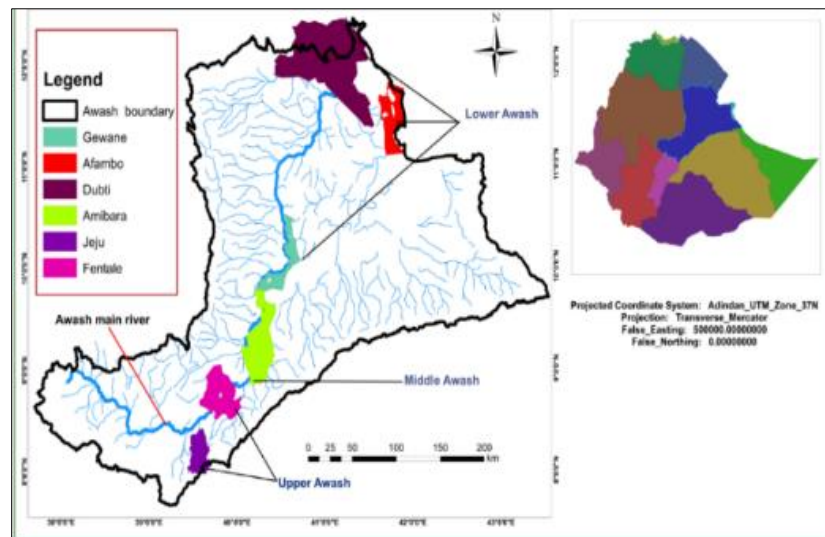 Legend
Awash boundary
Gewane
Afambo
Dubti
Amibara
Jeju
Fentale
N
Lower Awash
Awash main river
Middle Awash
Upper Awash
0 25 50 100 150 200
km
Projected Coordinate System: Adindan_UTM_Zone_37N
Projection: Transverse_Mercator
False_Easting: 500000.00000000
False_Northing: 0.00000000